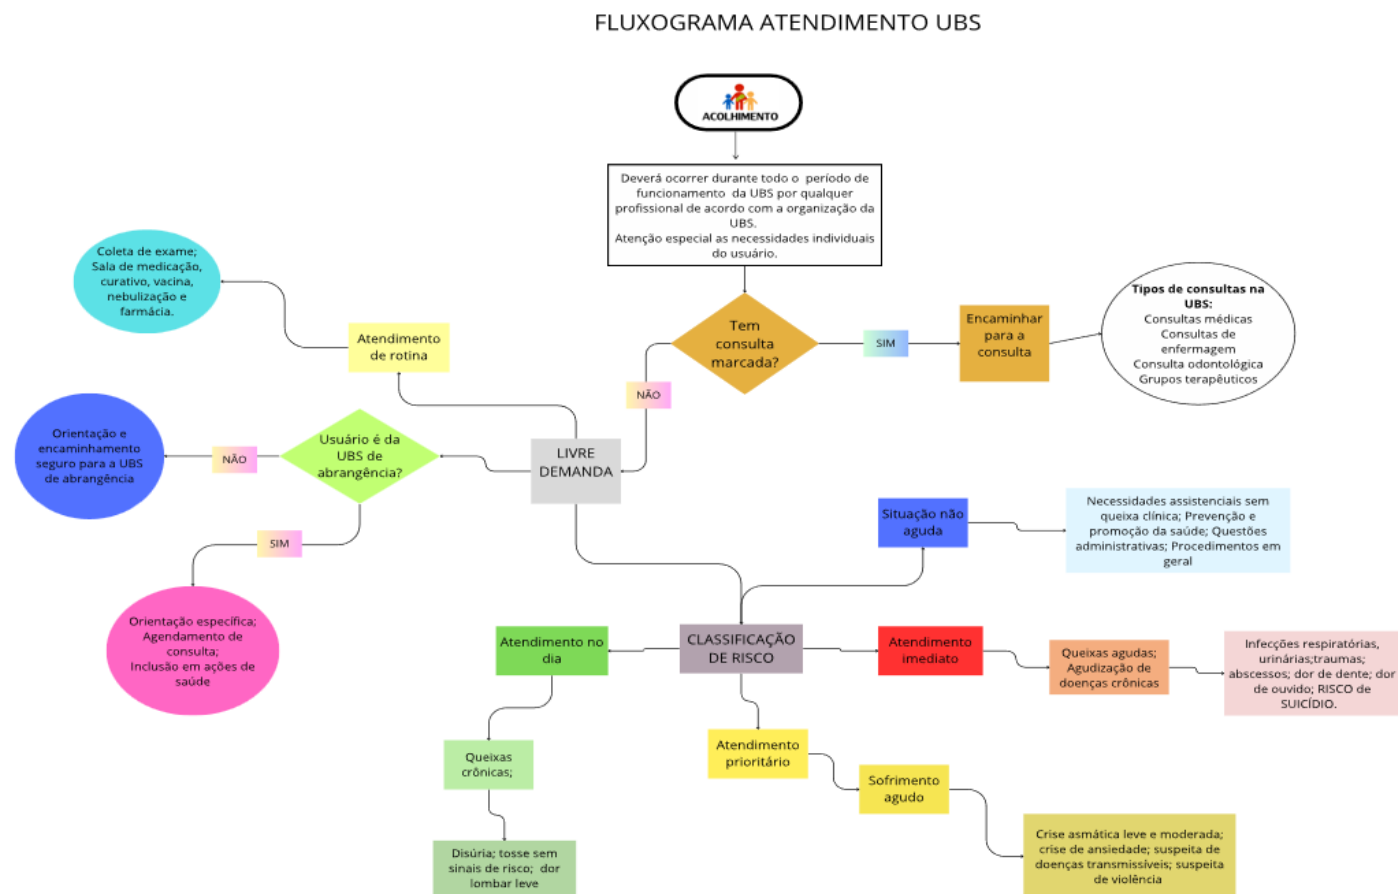 FLUXOGRAMA ATENDIMENTO UBS
ACOLHIMENTO
Deverá ocorrer durante todo o período de
funcionamento da UBS por qualquer
profissional de acordo com a organização da
UBS.
Atenção especial as necessidades individuais
do usuário.
Tem
consulta
marcada?
SIM
Encaminhar
para a
consulta
Tipos de consultas na
UBS:
Consultas médicas
Consultas de
enfermagem
Consulta odontológica
Grupos terapêuticos
NÃO
LIVRE
DEMANDA
Atendimento
de rotina
Coleta de exame;
Sala de medicação,
curativo, vacina,
nebulização e
farmácia.
Usuário é da
UBS de
abrangência?
NÃO
Orientação e
encaminhamento
seguro para a UBS
de abrangência
SIM
Orientação específica;
Agendamento de
consulta;
Inclusão em ações de
saúde
CLASSIFICAÇÃO
DE RISCO
Situação não
aguda
Necessidades assistenciais sem
queixa clínica; Prevenção e
promoção da saúde; Questões
administrativas; Procedimentos em
geral
Atendimento
imediato
Queixas agudas;
Agudização de
doenças crônicas
Infecções respiratórias,
urinárias;traumas;
abscessos; dor de dente; dor
de ouvido; RISCO de
SUICÍDIO.
Atendimento
prioritário
Sofrimento
agudo
Crise asmática leve e moderada;
crise de ansiedade; suspeita de
doenças transmissíveis; suspeita
de violência
Atendimento no
dia
Queixas
crônicas;
Disúria; tosse sem
sinais de risco; dor
lombar leve